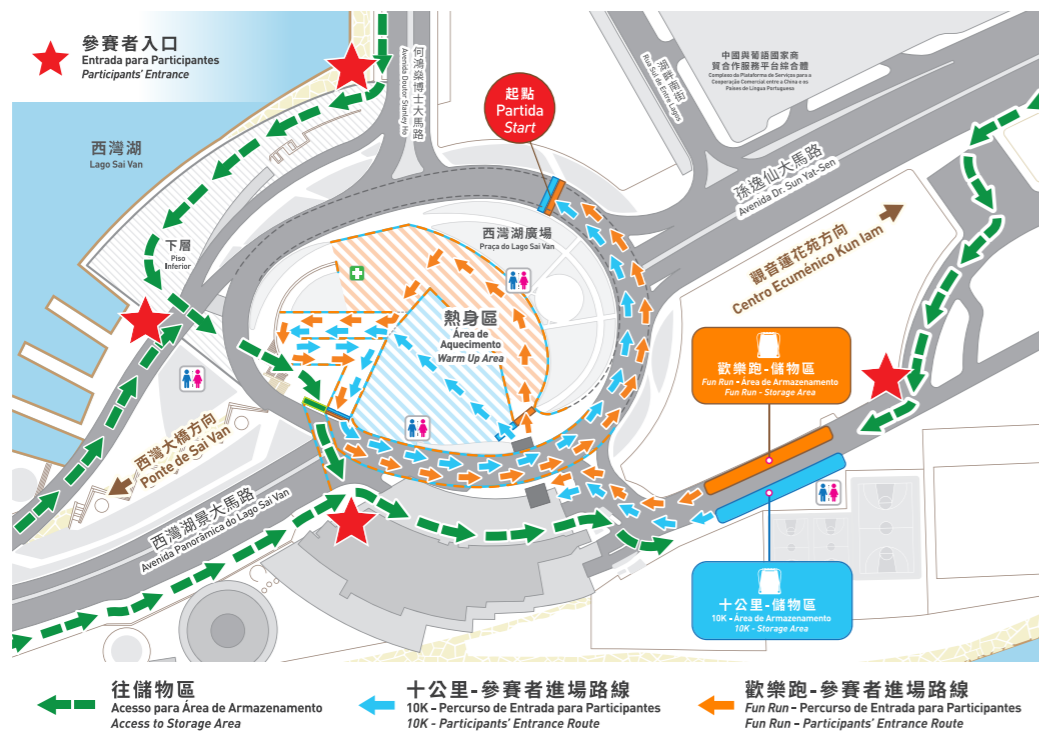 參賽者入口
Entrada para Participantes
Participants' Entrance
何鴻燊博士大馬路
Avenida Doutor Stanley Ho
起點
Partida
Start
Rua Sul de Entre Lagos
中國與葡語國家商
貿合作服務平台綜合體
Complexo da Plataforma de Serviços para a
Cooperação Comercial entre a China e os
Países de Língua Portuguesa
西灣湖
Lago Sai Van
孫逸仙大馬路
Avenida Dr. Sun Yat-Sen
西灣湖廣場
Praça do Lago Sai Van
下層
Piso
Inferior
觀音蓮花苑方向
Centro Ecuménico Kun Iam
熱身區
Área de
Aquecimento
Warm Up Area
歡樂跑-儲物區
Fun Run – Área de Armazenamento
Fun Run - Storage Area
西灣大橋方向
Ponte de Sai Van
西灣湖景大馬路
Avenida Panorâmica do Lago Sai Van
十公里-儲物區
10K – Área de Armazenamento
10K - Storage Area
往儲物區
Acesso para Área de Armazenamento
Access to Storage Area
十公里-參賽者進場路線
10K – Percurso de Entrada para Participantes
10K - Participants' Entrance Route
歡樂跑-參賽者進場路線
Fun Run – Percurso de Entrada para Participantes
Fun Run – Participants' Entrance Route